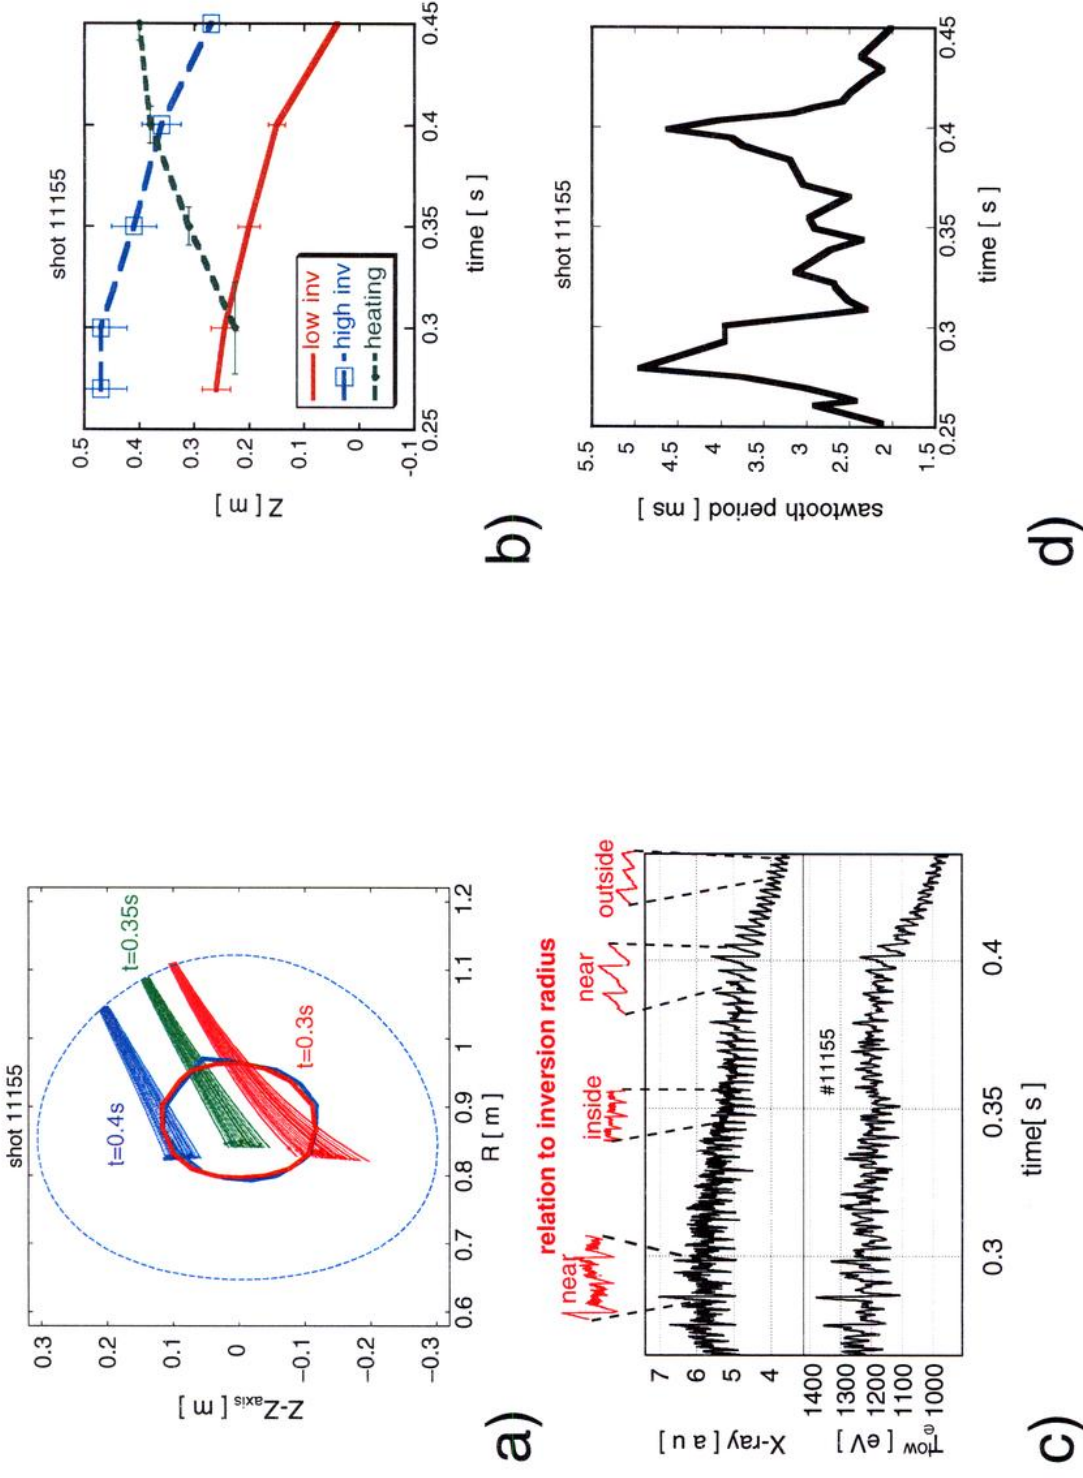 shot 11155
0.3
0.2
0.1
0
−0.1
−0.2
−0.3
Z-Zaxis [ m ]
t=0.4s
t=0.35s
t=0.3s
0.6
0.7
0.8
0.9
1
1.1
1.2
R [ m ]
a)
shot 11155
0.5
0.4
0.3
0.2
0.1
0
-0.1
Z [ m ]
low inv
high inv
heating
0.25
0.3
0.35
0.4
0.45
time [ s ]
b)
relation to inversion radius
near
inside
near
outside
7
6
5
4
X-ray [ a u ]
1400
1300
1200
1100
1000
#11155
0.3
0.35
0.4
time[ s ]
c)
shot 11155
5.5
5
4.5
4
3.5
3
2.5
2
1.5
sawtooth period [ ms ]
0.25
0.3
0.35
0.4
0.45
time [ s ]
d)